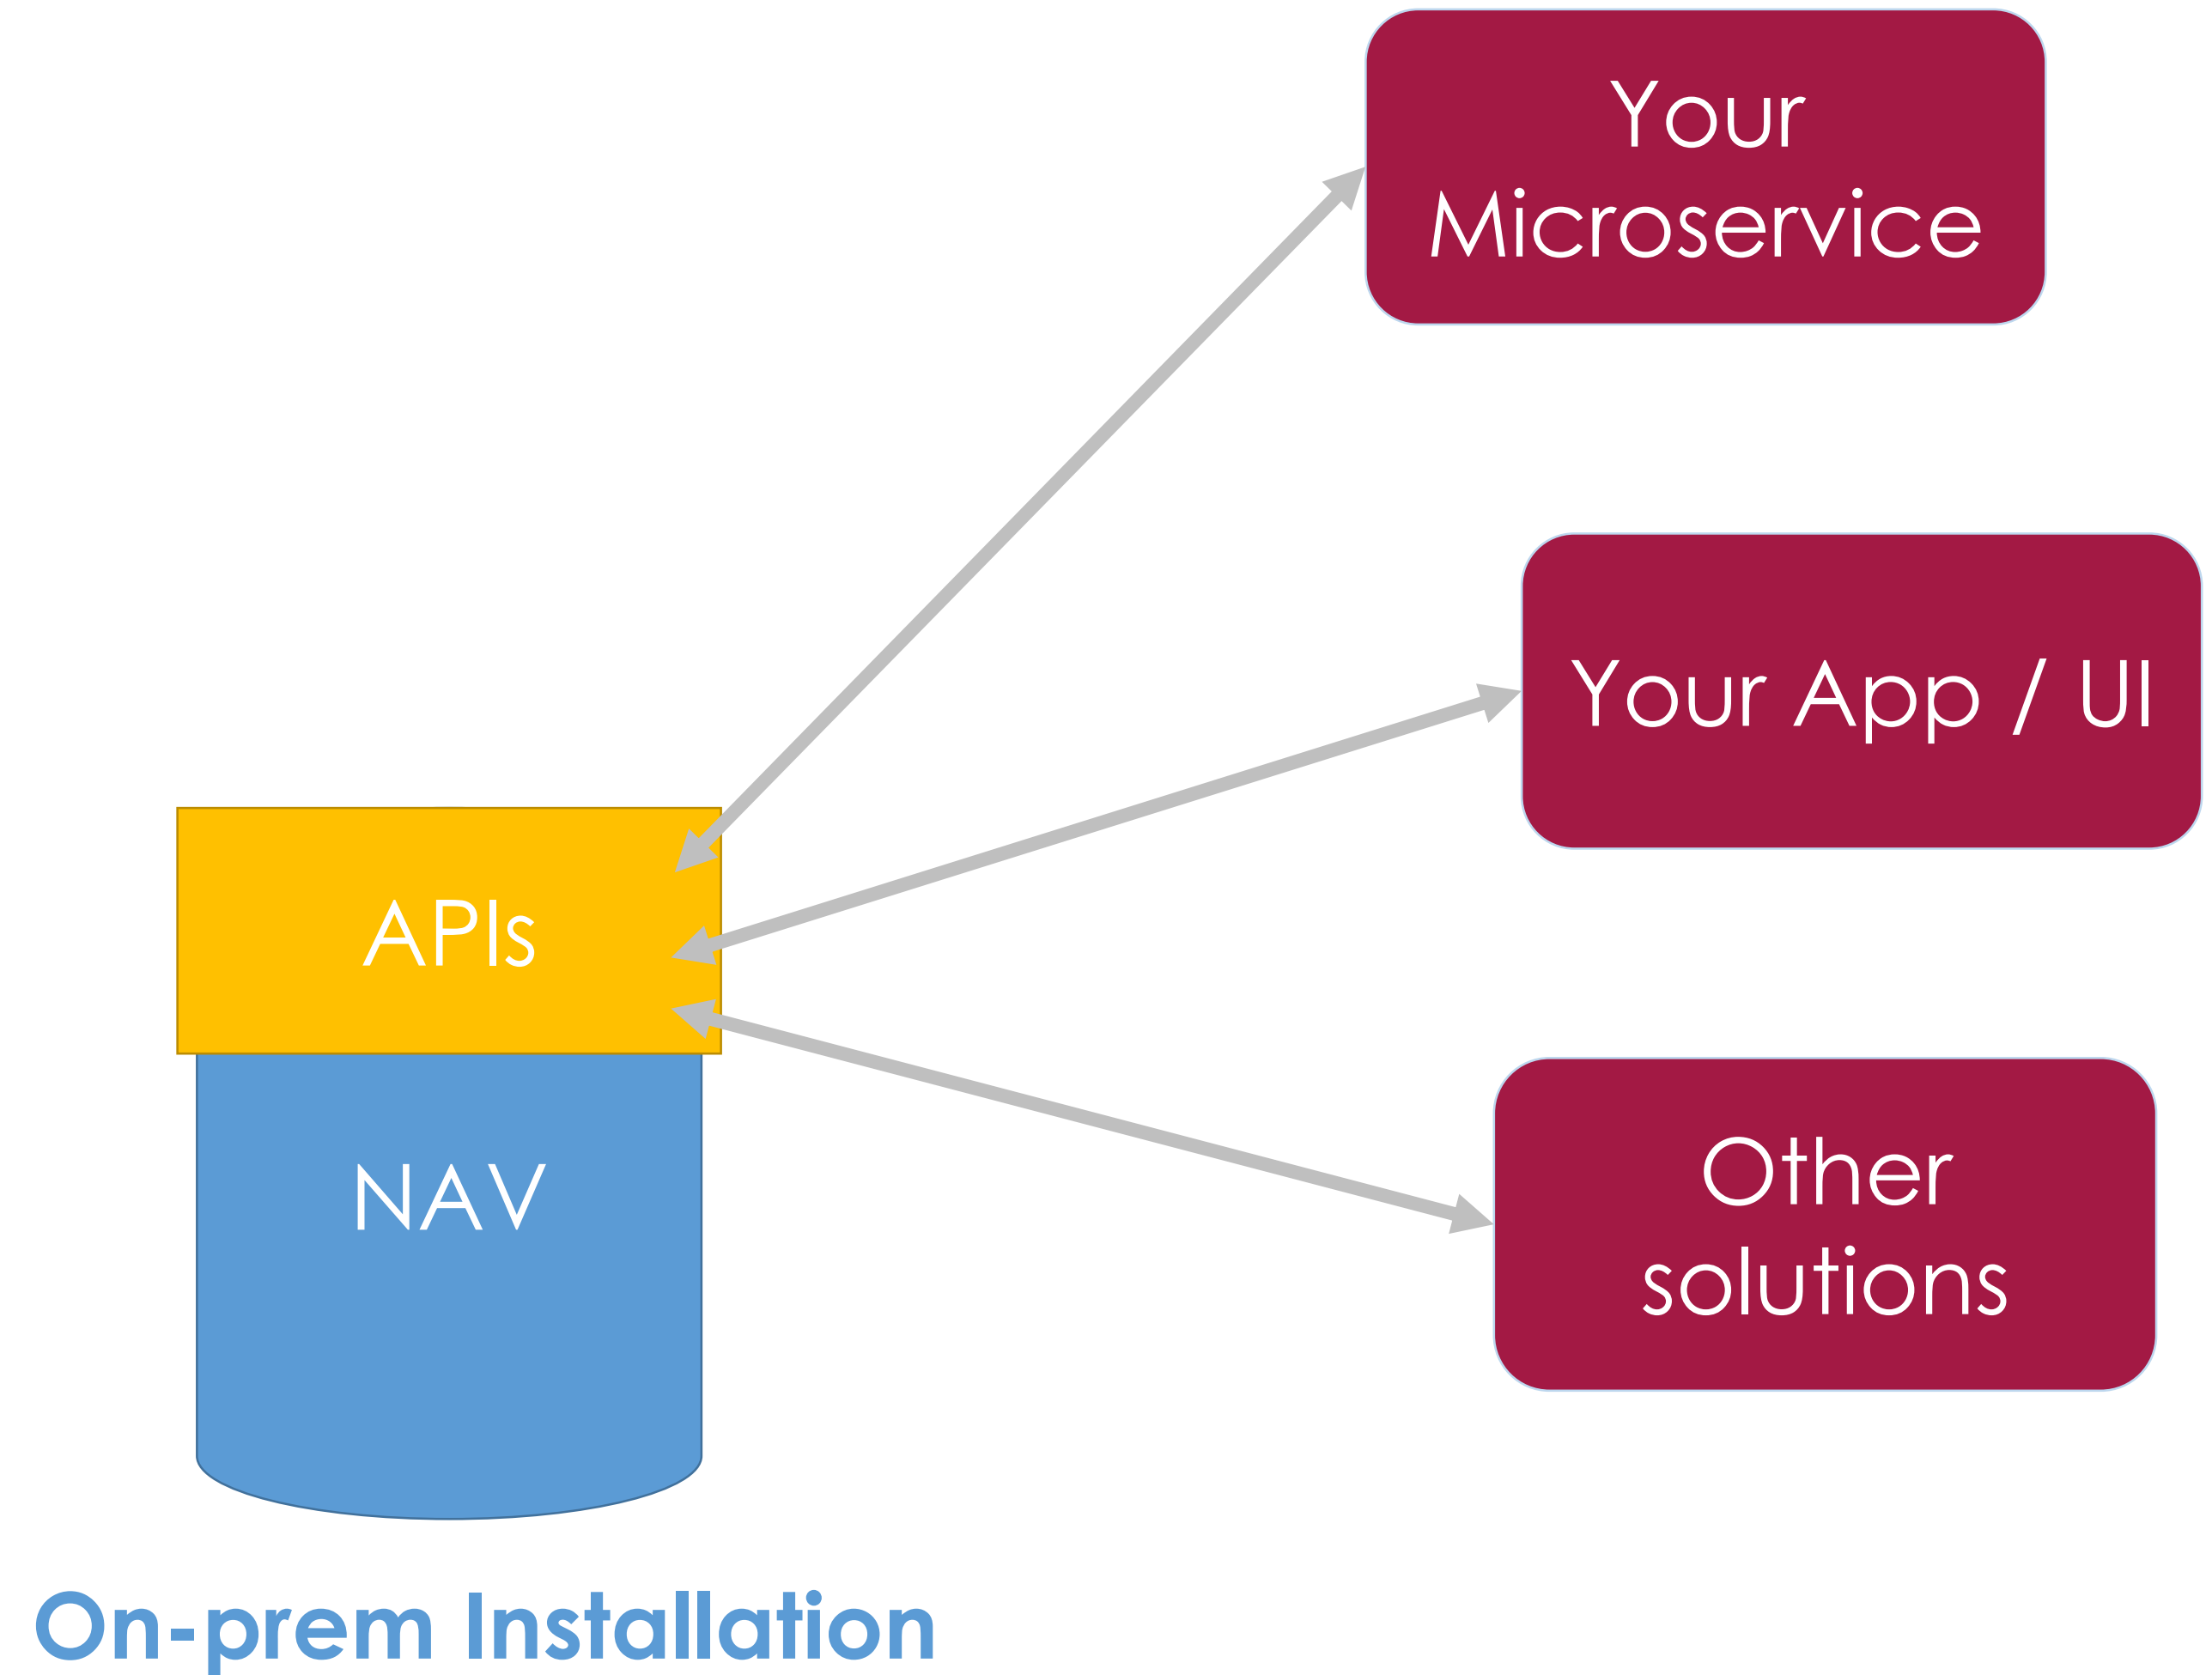 Your
Microservice
Your App / UI
APIs
NAV
Other
solutions
On-prem Installation